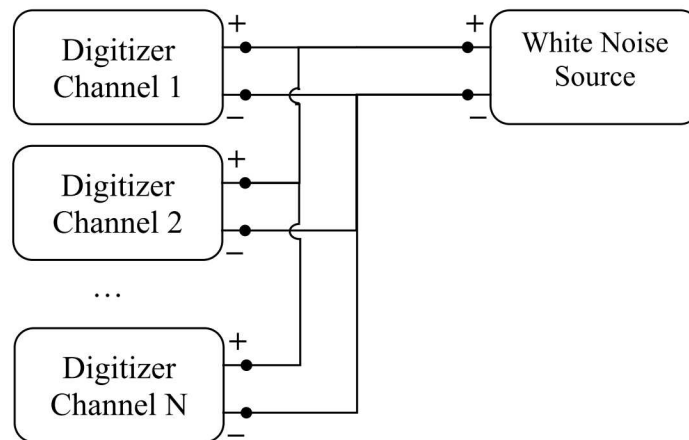 +
+
Digitizer
Channel 1
White Noise
Source
−
−
+
Digitizer
Channel 2
−
...
+
Digitizer
Channel N
−